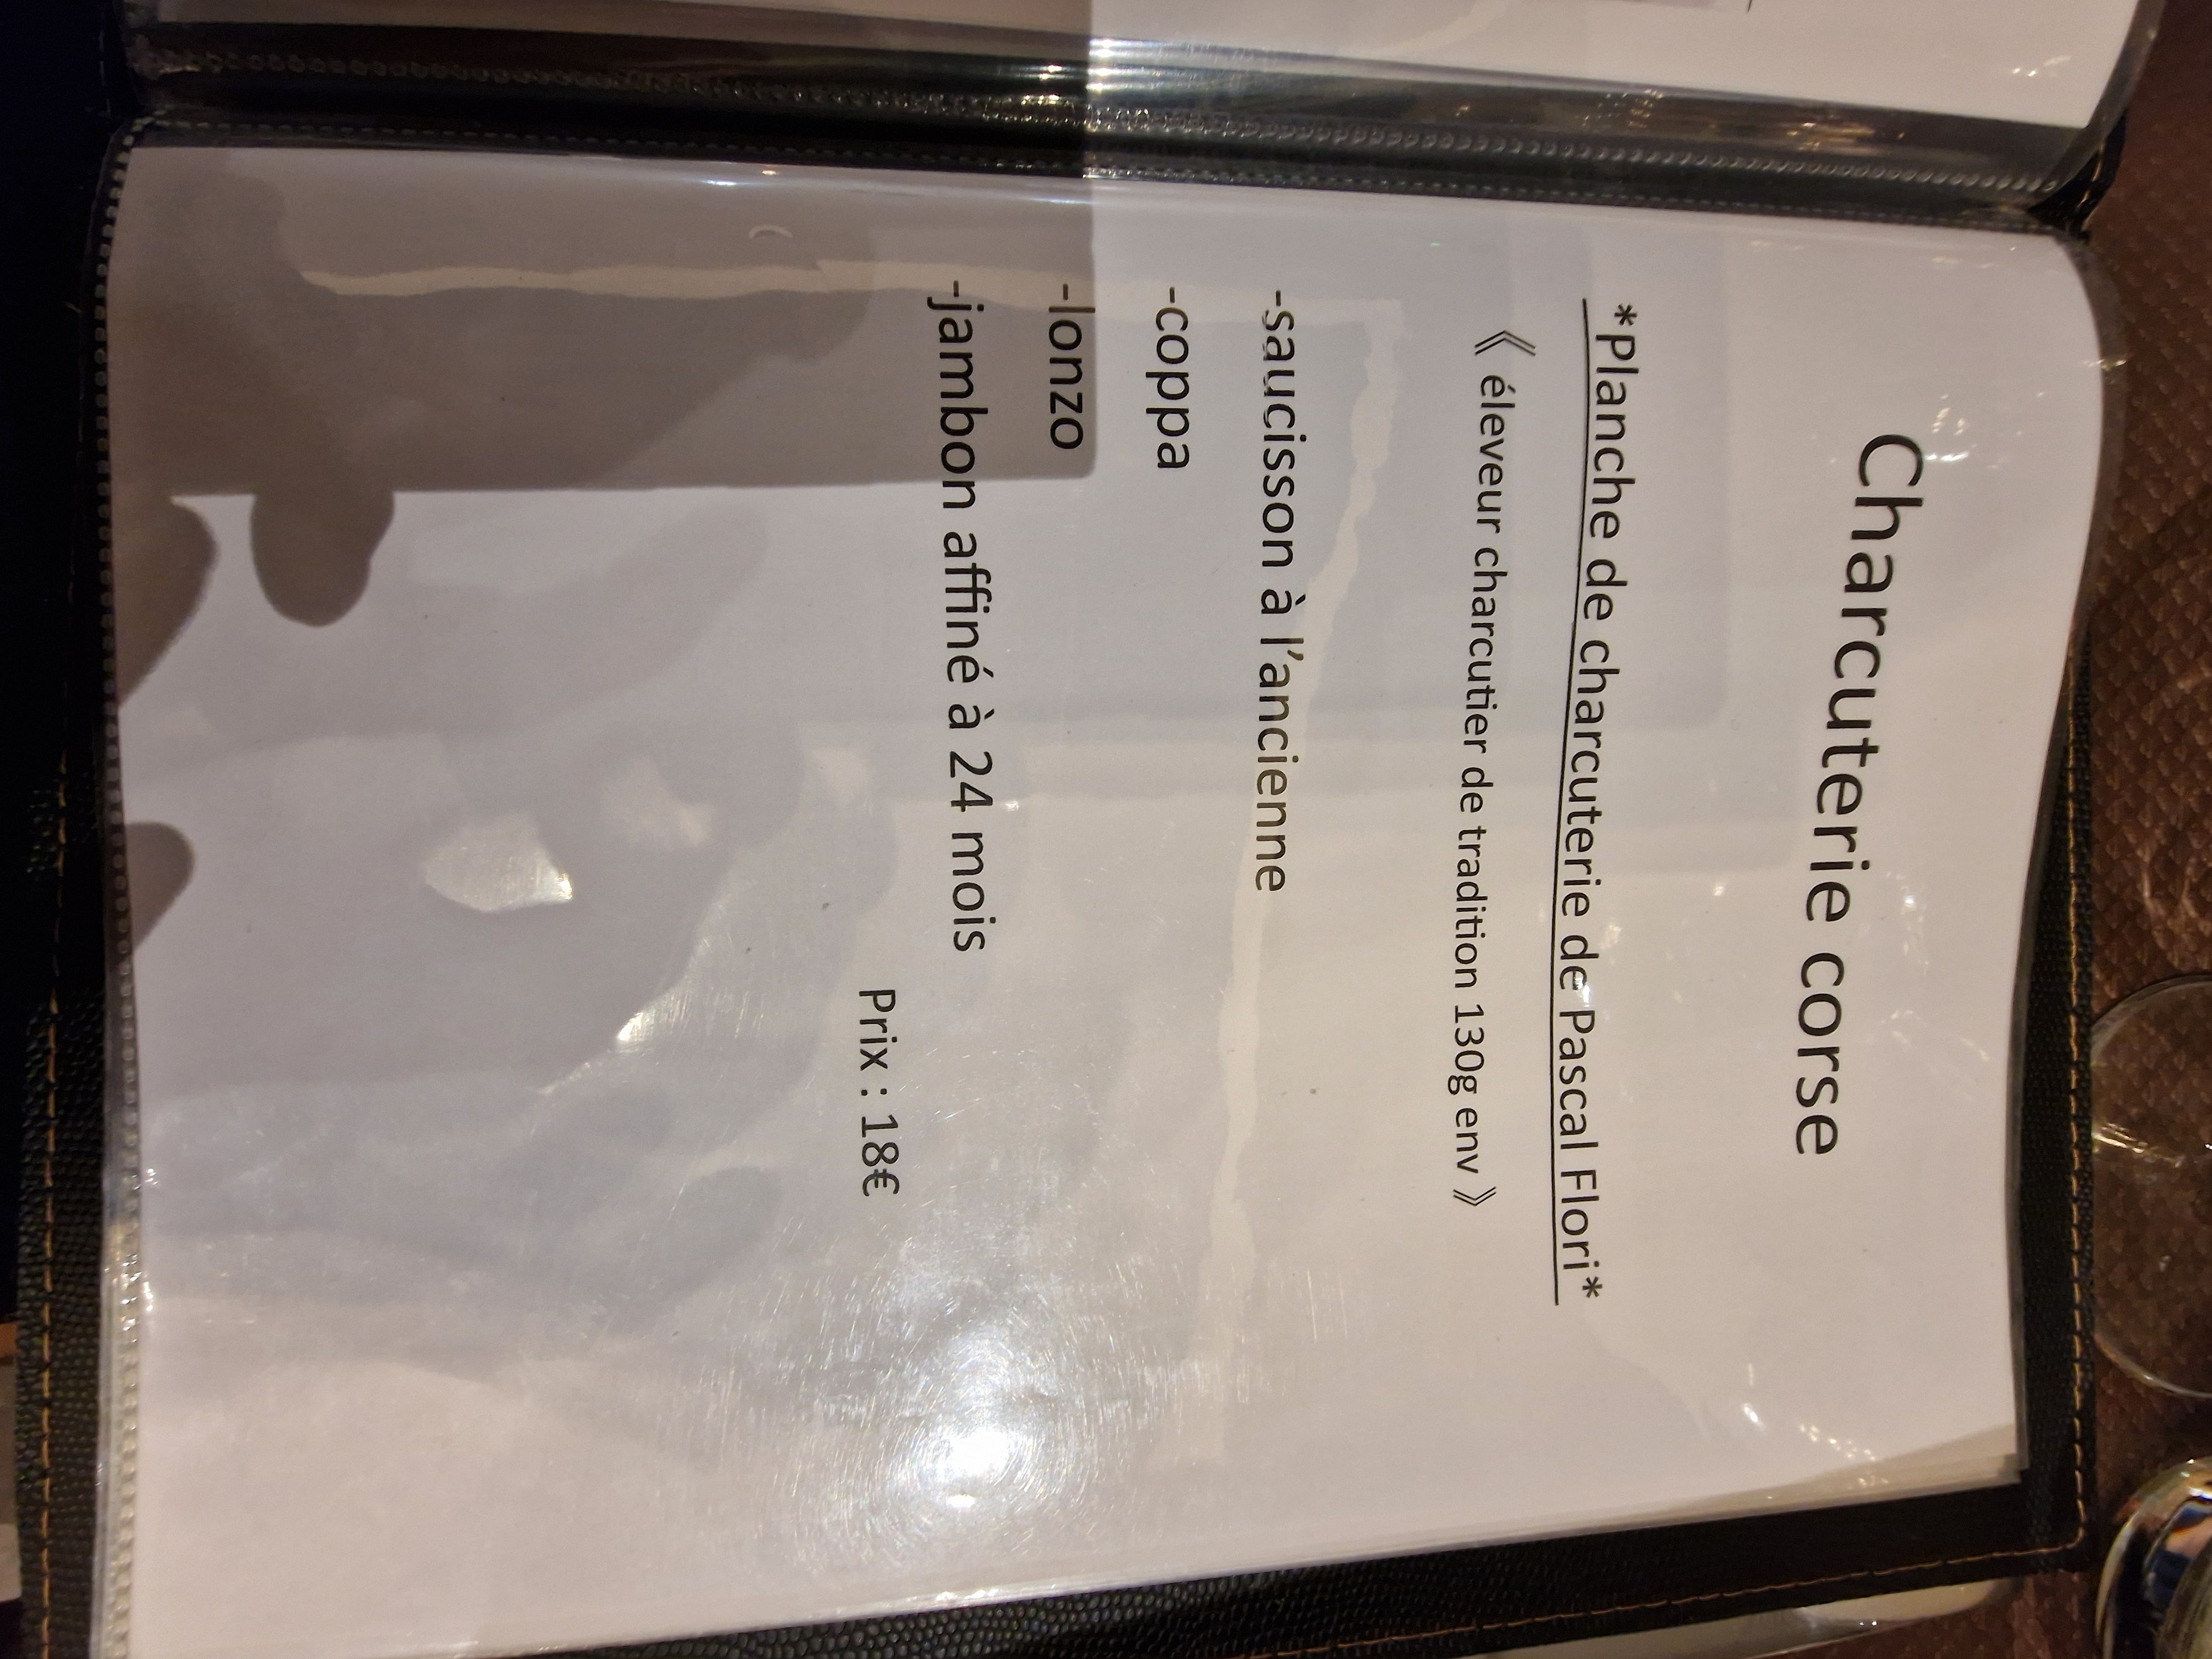 Charcuterie corse
*Planche de charcuterie de Pascal Flori*
《 éleveur charcutier de tradition 130g env 》
-saucisson à l’ancienne
-coppa
-lonzo
-jambon affiné à 24 mois
Prix : 18€